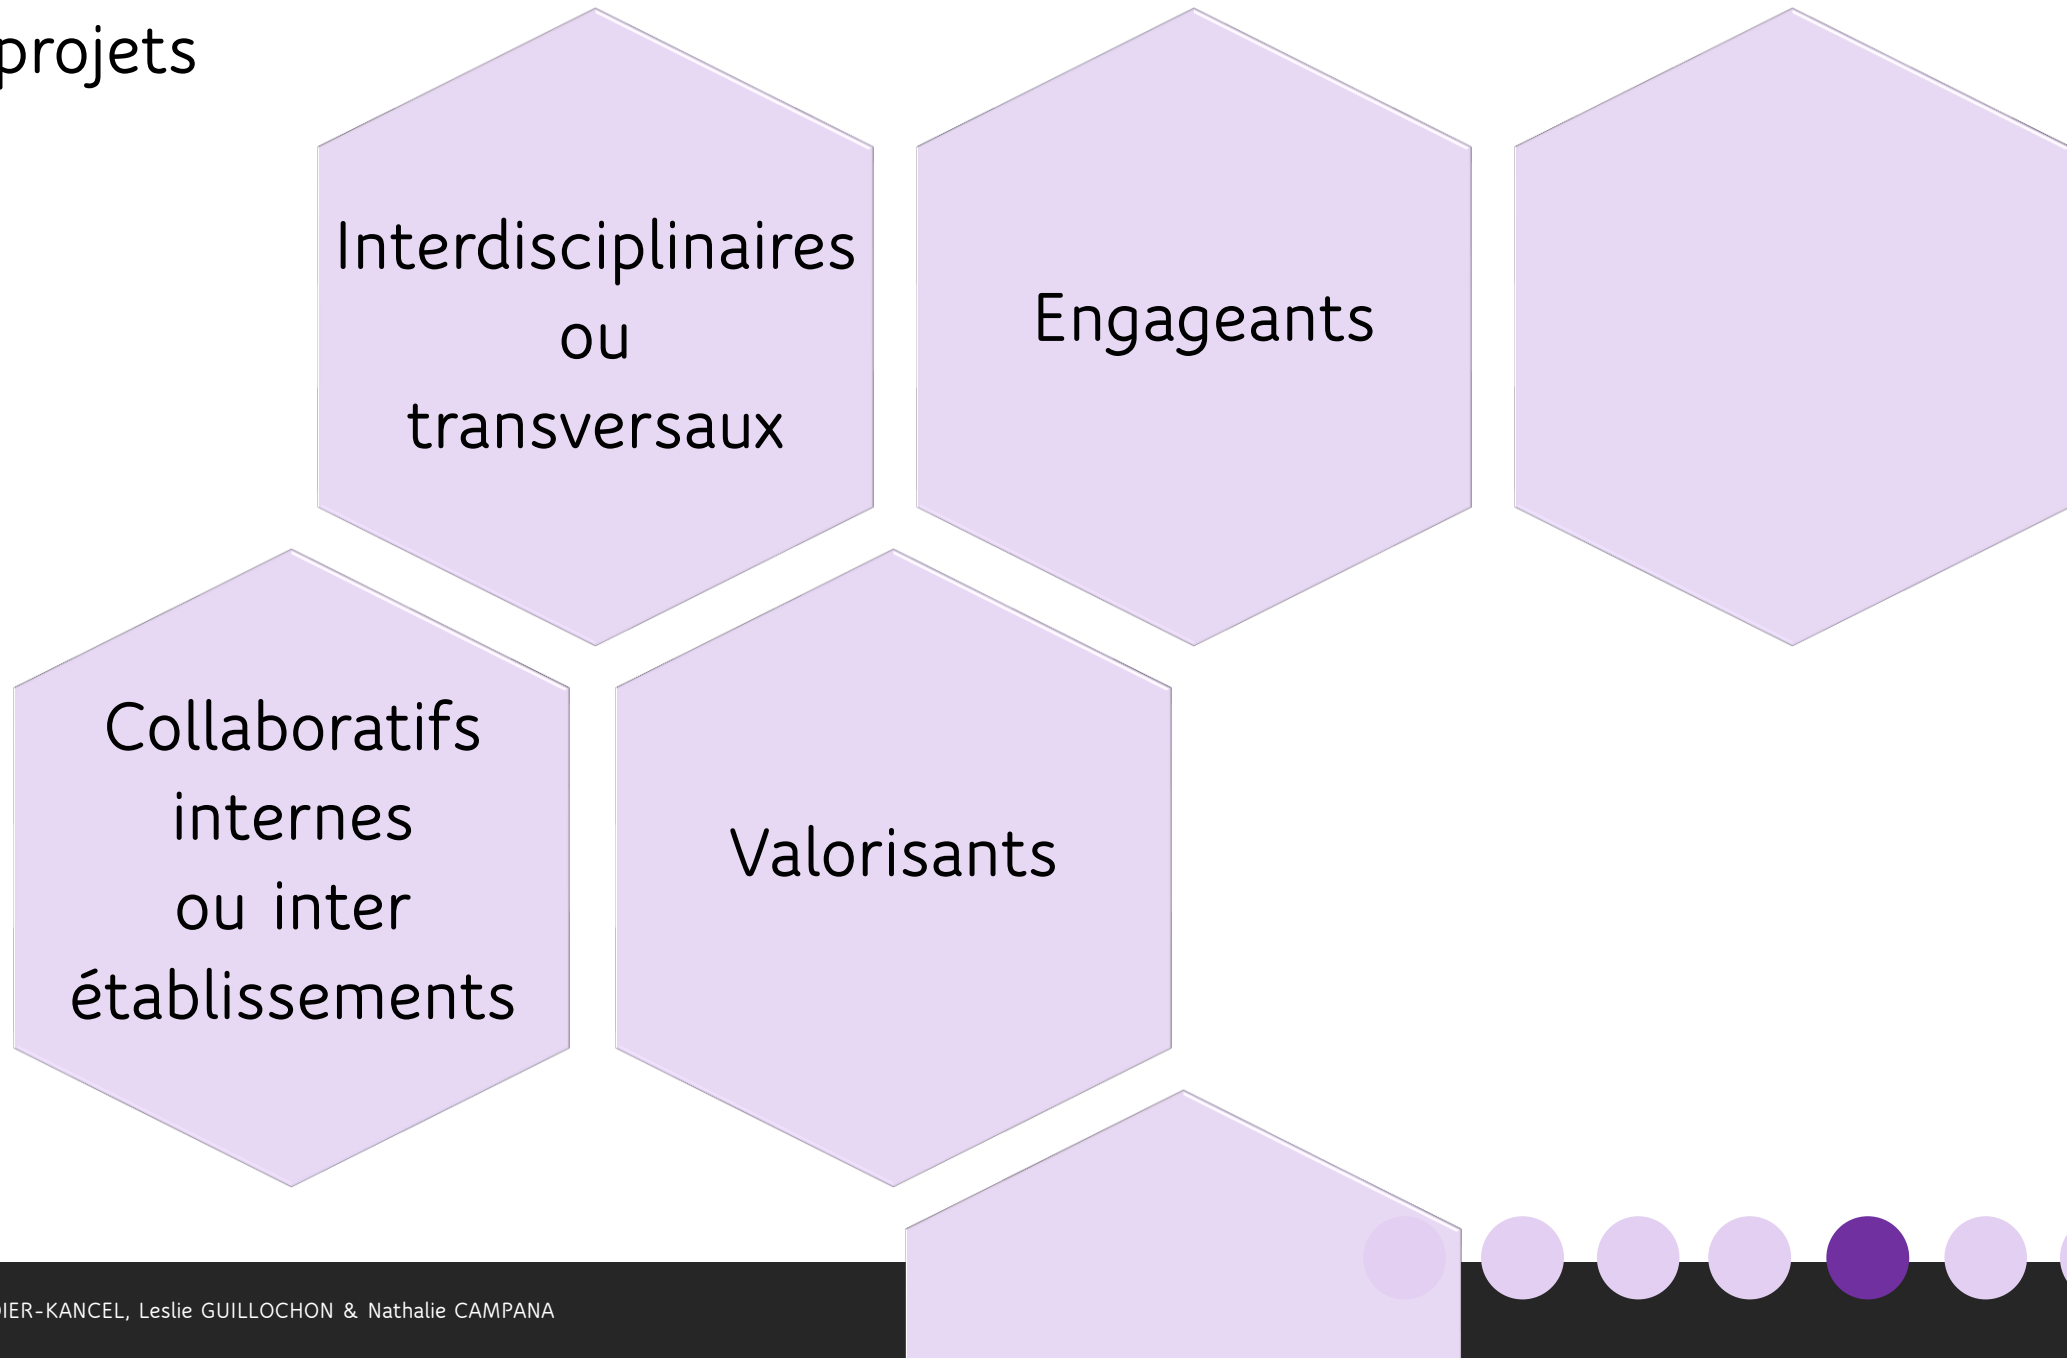 projets
Interdisciplinaires
ou
transversaux
Engageants
Collaboratifs
internes
ou inter
établissements
Valorisants
IER-KANCEL, Leslie GUILLOCHON & Nathalie CAMPANA